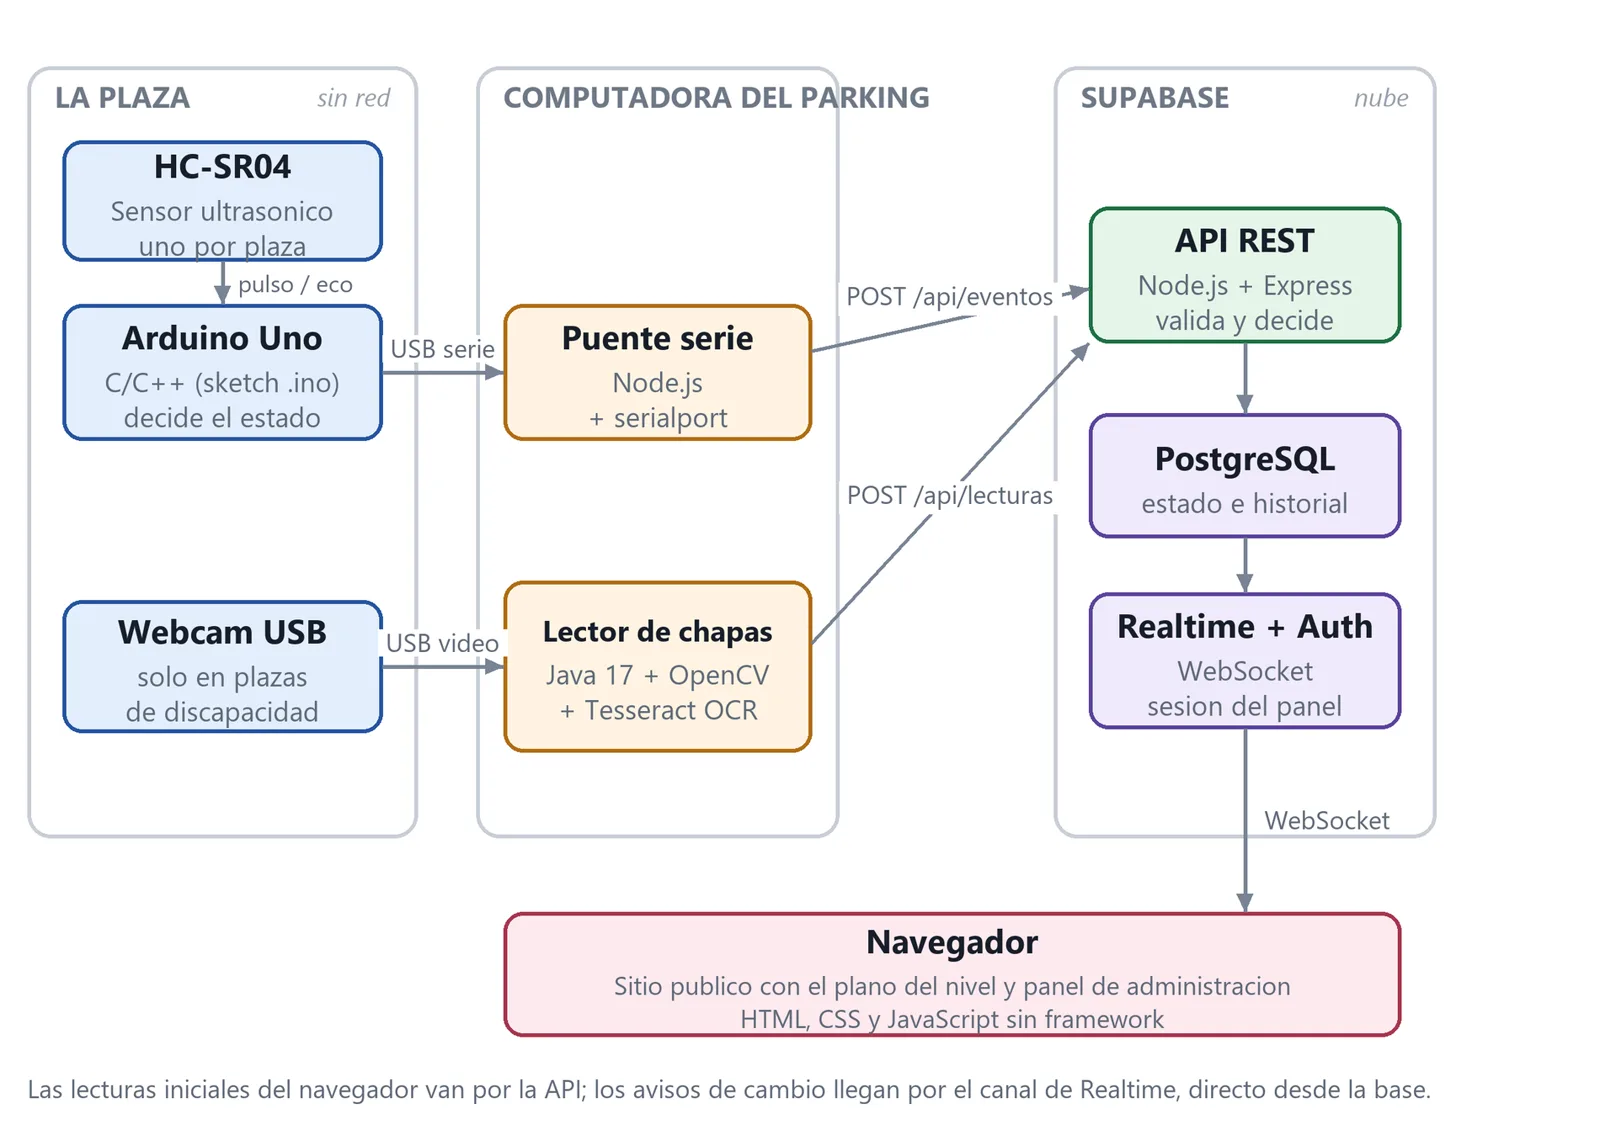 LA PLAZA
sin red
HC-SR04
Sensor ultrasonico
uno por plaza
pulso / eco
Arduino Uno
C/C++ (sketch .ino)
decide el estado
USB serie
Webcam USB
solo en plazas
de discapacidad
USB video
COMPUTADORA DEL PARKING
Puente serie
Node.js
+ serialport
Lector de chapas
Java 17 + OpenCV
+ Tesseract OCR
POST /api/eventos
POST /api/lecturas
SUPABASE
nube
API REST
Node.js + Express
valida y decide
PostgreSQL
estado e historial
Realtime + Auth
WebSocket
sesion del panel
WebSocket
Navegador
Sitio publico con el plano del nivel y panel de administracion
HTML, CSS y JavaScript sin framework
Las lecturas iniciales del navegador van por la API; los avisos de cambio llegan por el canal de Realtime, directo desde la base.